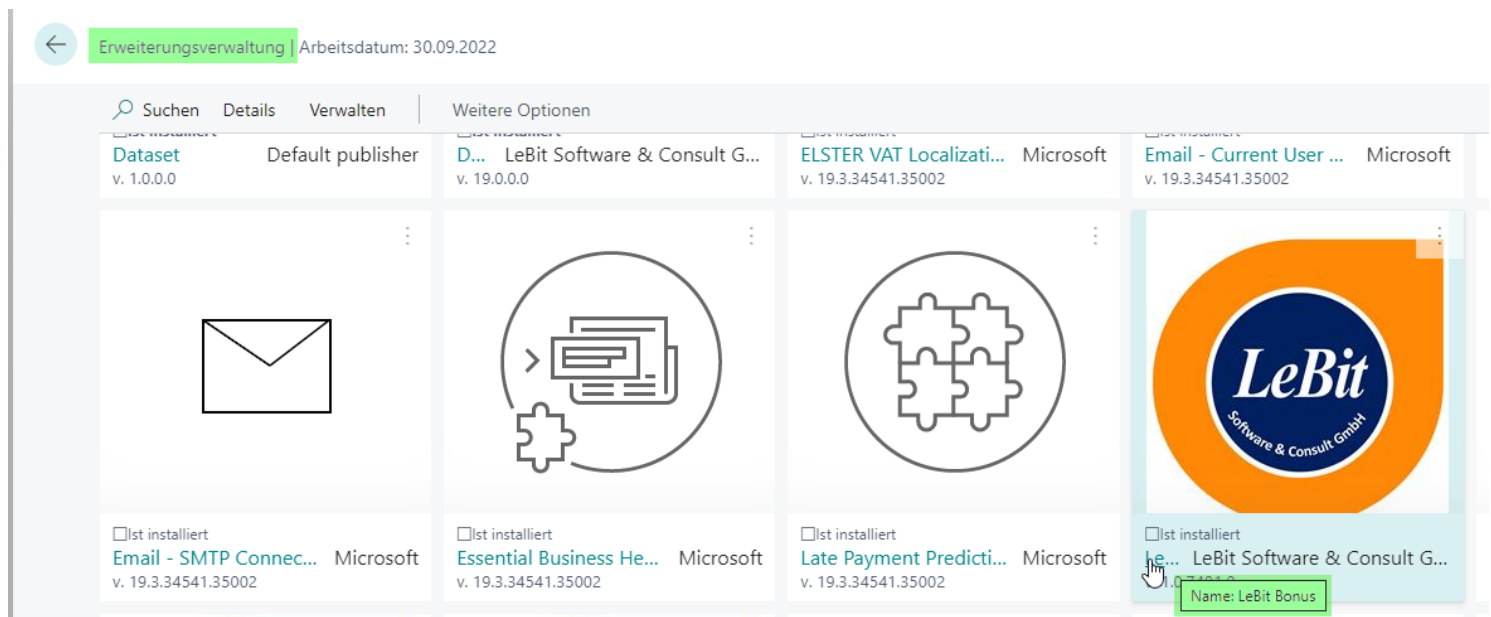 Erweiterungsverwaltung | Arbeitsdatum: 30.09.2022
Suchen Details Verwalten Weitere Optionen
Ist installiert Ist installiert Ist installiert Ist installiert
Dataset Default publisher D... LeBit Software & Consult G... ELSTER VAT Localizati... Microsoft Email - Current User ... Microsoft
v. 1.0.0.0 v. 19.0.0.0 v. 19.3.34541.35002 v. 19.3.34541.35002
LeBit
Software & Consult GmbH
Ist installiert Ist installiert Ist installiert Ist installiert
Email - SMTP Connec... Microsoft Essential Business He... Microsoft Late Payment Predicti... Microsoft Le... LeBit Software & Consult G...
v. 19.3.34541.35002 v. 19.3.34541.35002 v. 19.3.34541.35002
Name: LeBit Bonus